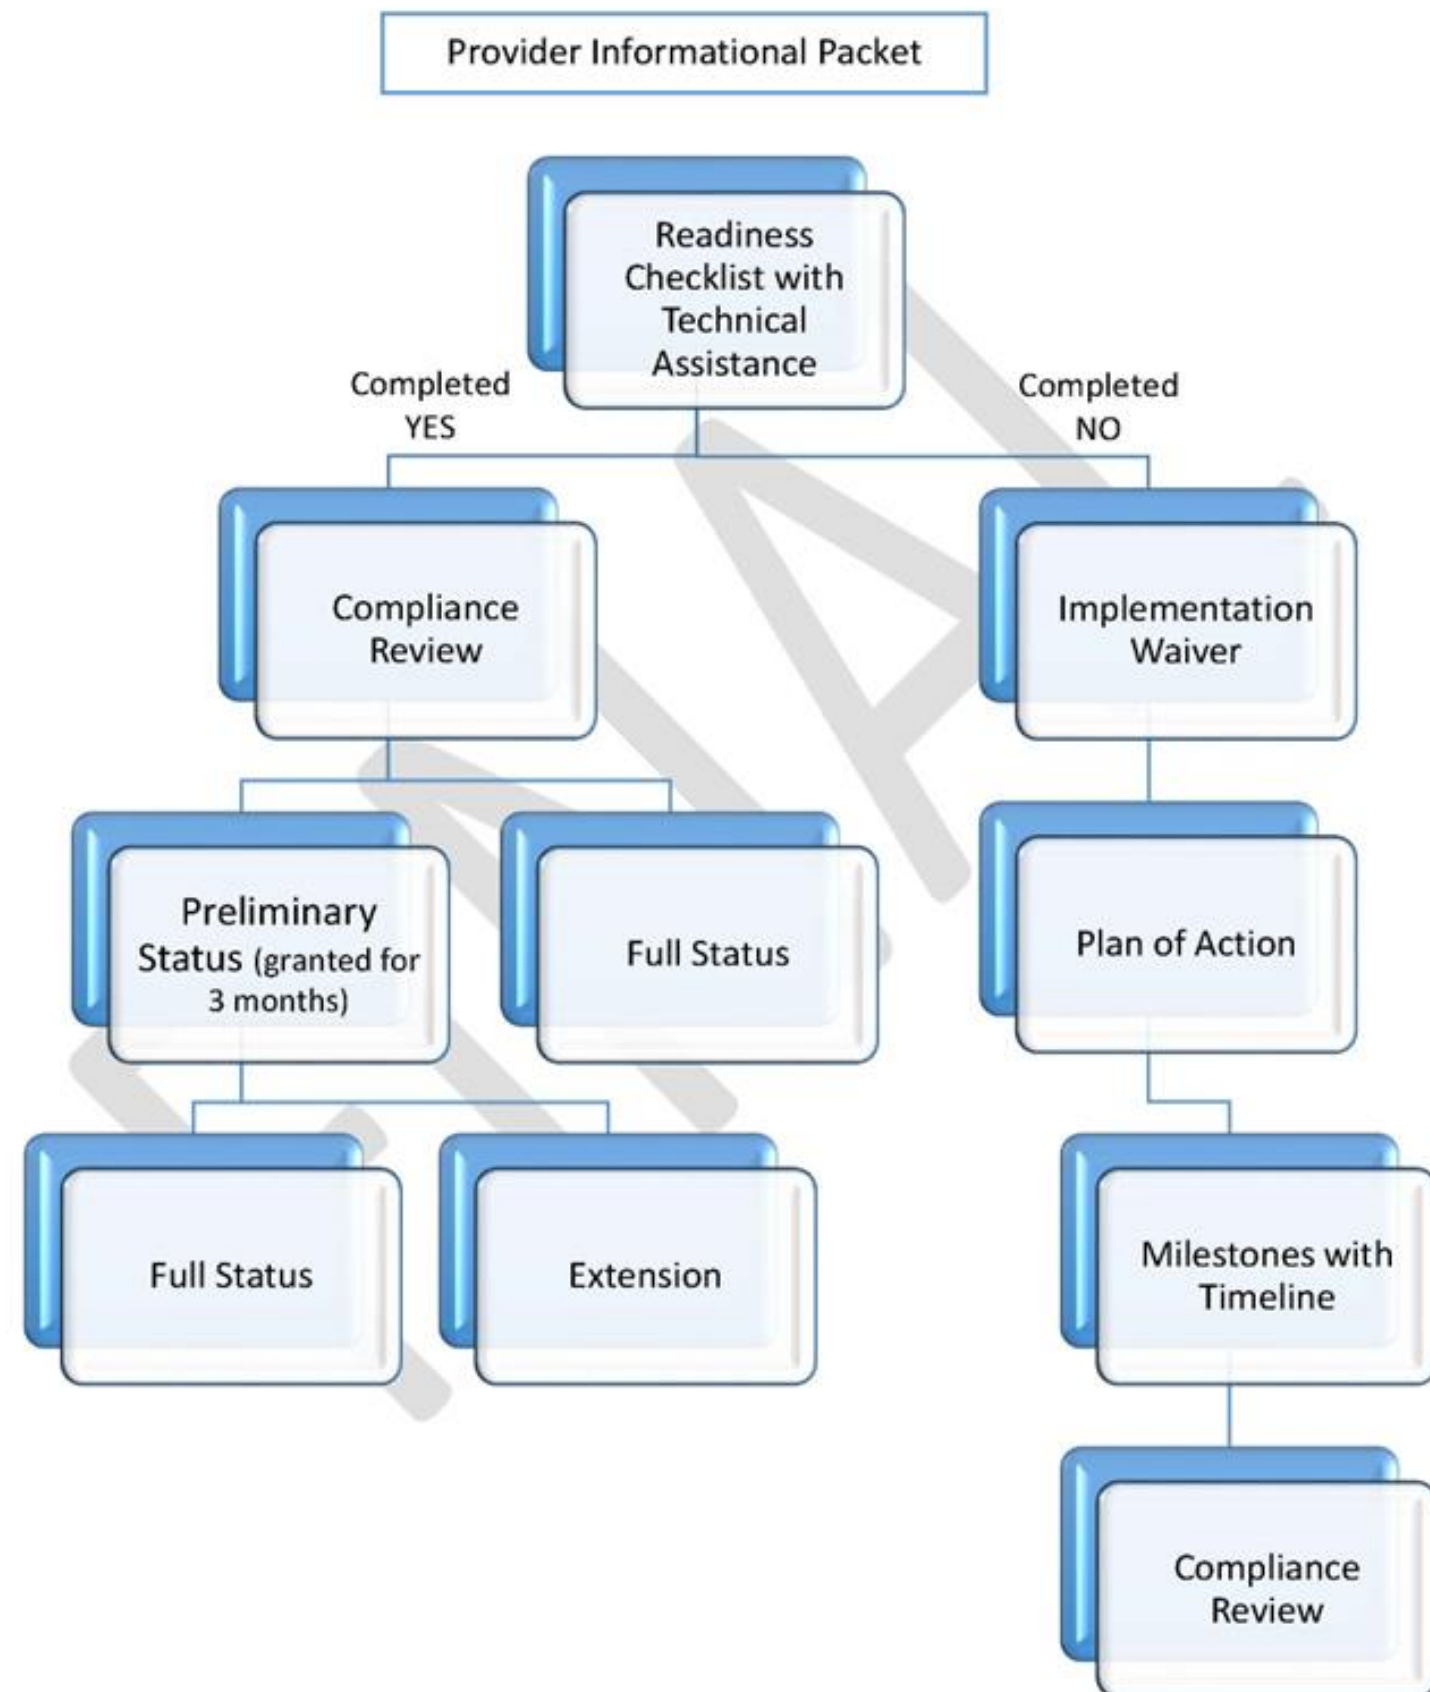 Provider Informational Packet
Readiness
Checklist with
Technical
Assistance
Completed
YES
Completed
NO
Compliance
Review
Implementation
Waiver
Preliminary
Status (granted for
3 months)
Full Status
Plan of Action
Full Status
Extension
Milestones with
Timeline
Compliance
Review
FINAL